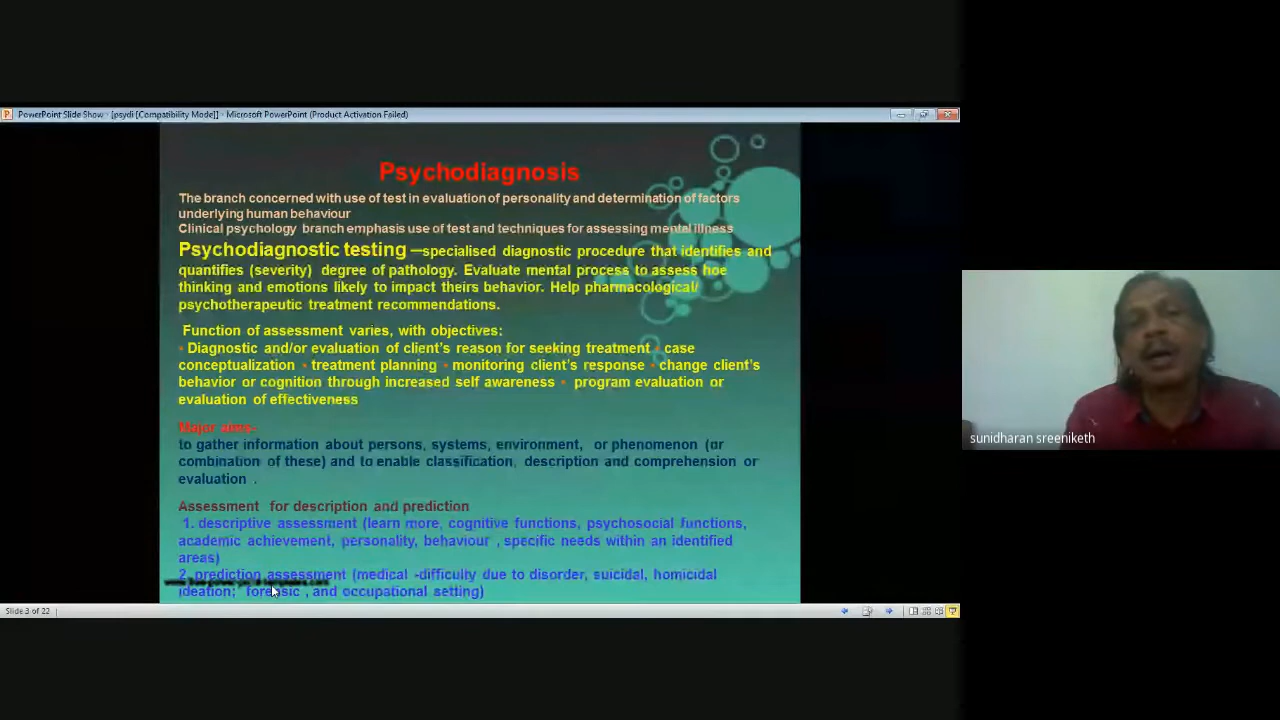 PowerPoint Slide Show - [psydi [Compatibility Mode]] - Microsoft PowerPoint (Product Activation Failed)
Psychodiagnosis
The branch concerned with use of test in evaluation of personality and determination of factors
underlying human behaviour
Clinical psychology branch emphasis use of test and techniques for assessing mental illness
Psychodiagnostic testing —specialised diagnostic procedure that identifies and
quantifies (severity) degree of pathology. Evaluate mental process to assess hoe
thinking and emotions likely to impact theirs behavior. Help pharmacological/
psychotherapeutic treatment recommendations.
Function of assessment varies, with objectives;
• Diagnostic and/or evaluation of client's reason for seeking treatment • case
conceptualization • treatment planning • monitoring client's response • change client's
behavior or cognition through increased self awareness • program evaluation or
evaluation of effectiveness
Major aims-
to gather information about persons, systems, environment, or phenomenon (or
combination of these) and to enable classification, description and comprehension or
evaluation .
Assessment for description and prediction
1. descriptive assessment (learn more, cognitive functions, psychosocial functions,
academic achievement, personality, behaviour , specific needs within an identified
areas)
2. prediction assessment (medical -difficulty due to disorder, suicidal, homicidal
ideation; forensic , and occupational setting)
Slide 3 of 22
sunidharan sreeniketh